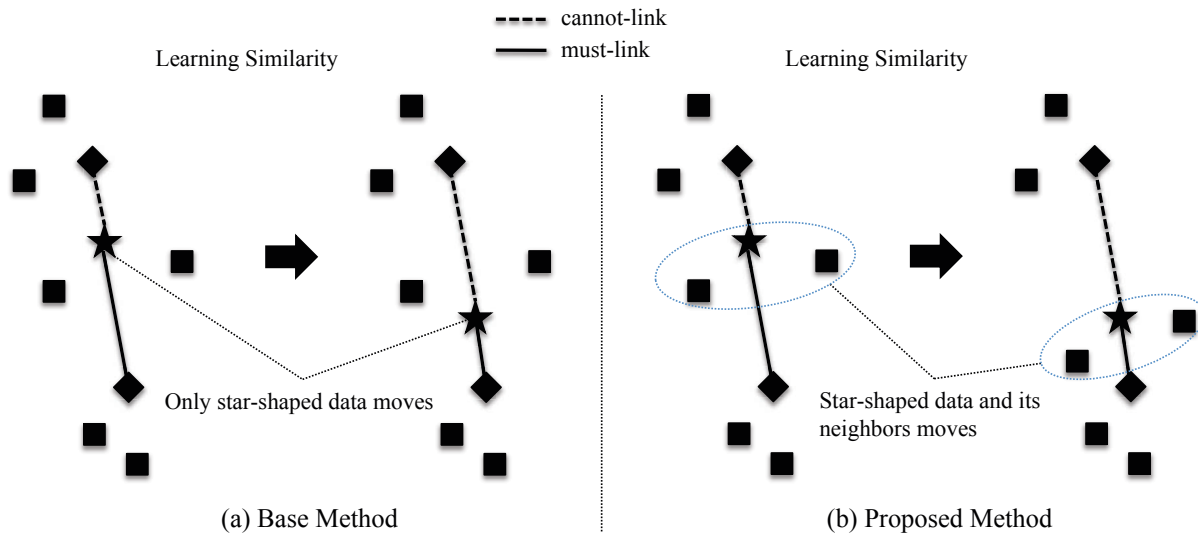 cannot-link
must-link
Learning Similarity
Learning Similarity
Only star-shaped data moves
Star-shaped data and its
neighbors moves
(a) Base Method
(b) Proposed Method